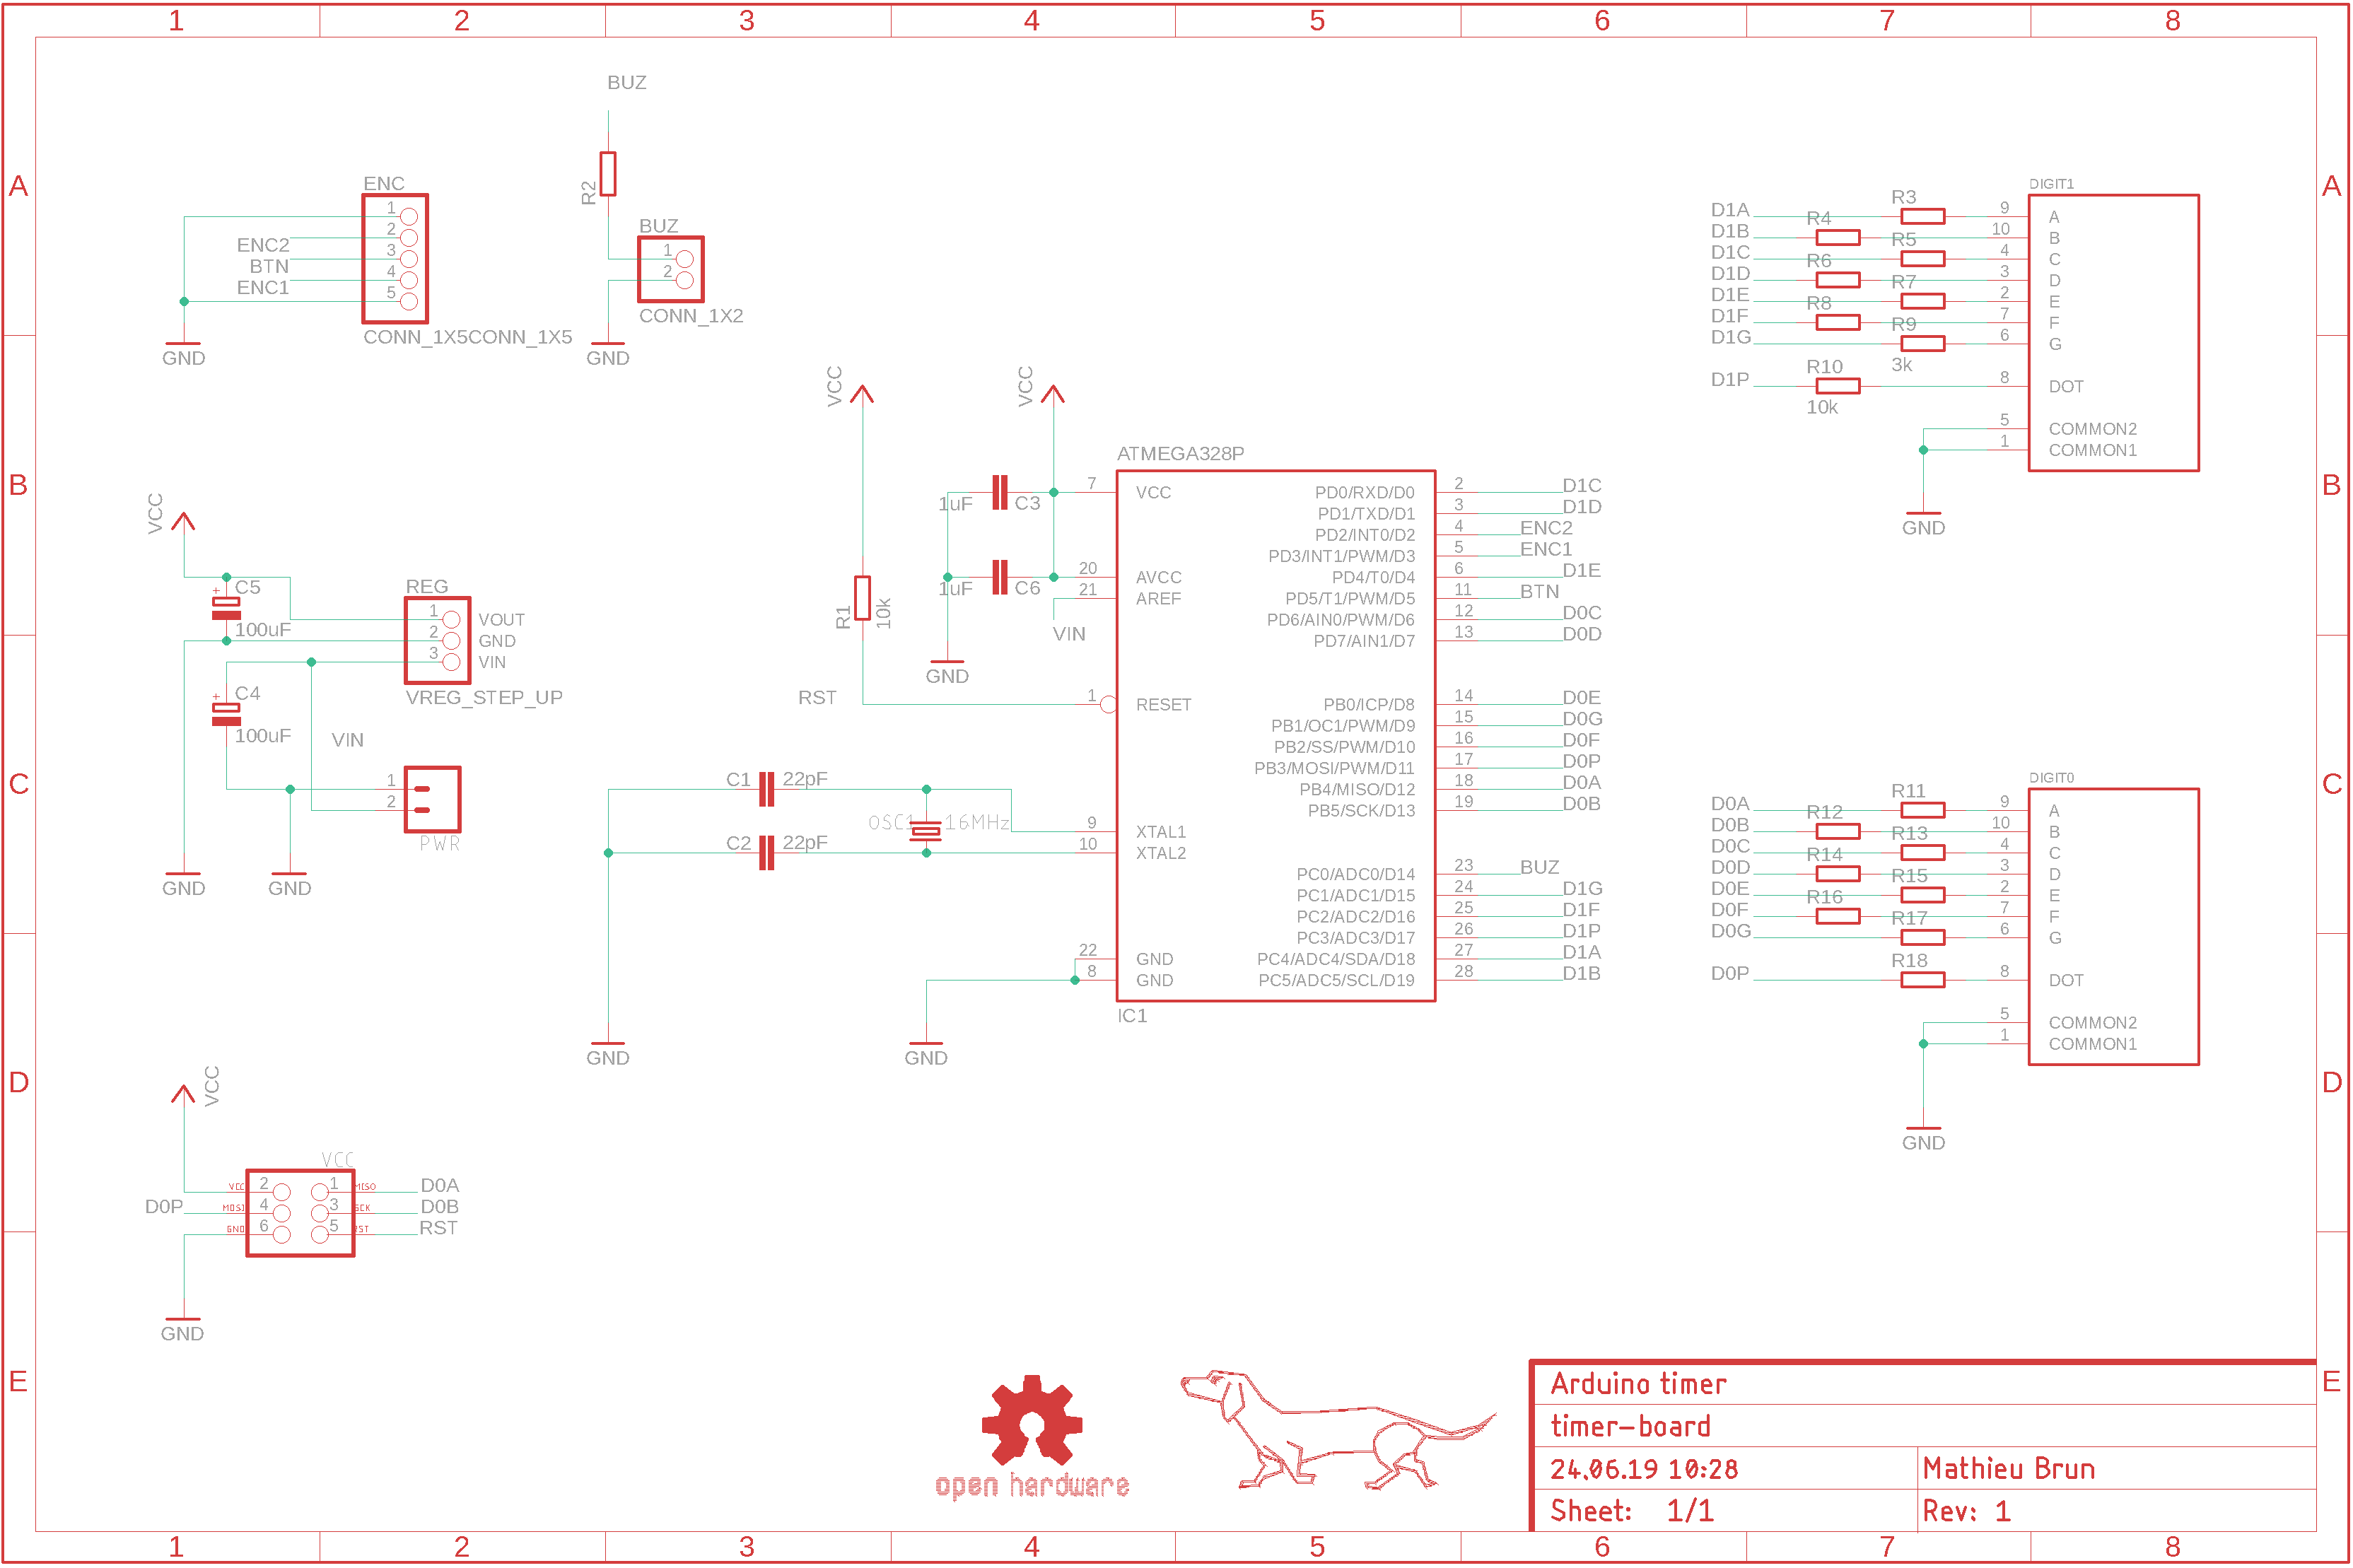 1 2 3 4 5 6 7 8
A
A
B
B
C
C
D
D
E
E
BUZ
R2
BUZ
1
2
CONN_1X2
GND
ENC
1
2
3
4
5
ENC2
BTN
ENC1
CONN_1X5CONN_1X5
GND
VCC
C5
+
100uF
REG
1 VOUT
2 GND
3 VIN
VREG_STEP_UP
C4
+
100uF
VIN
1
2
PWR
GND
GND
VCC
VCC
VCC 2 1 MISO D0A
D0P MOSI 4 3 SCK D0B
GND 6 5 RST
GND
VCC
VCC
R1
10k
RST
1uF C3
1uF C6
VIN
GND
C1 22pF
OSC1 16MHz
C2 22pF
GND
GND
ATMEGA328P
7 VCC
20 AVCC
21 AREF
1 RESET
9 XTAL1
10 XTAL2
22 GND
8 GND
PD0/RXD/D0 2 D1C
PD1/TXD/D1 3 D1D
PD2/INT0/D2 4 ENC2
PD3/INT1/PWM/D3 5 ENC1
PD4/T0/D4 6 D1E
PD5/T1/PWM/D5 11 BTN
PD6/AIN0/PWM/D6 12 D0C
PD7/AIN1/D7 13 D0D
PB0/ICP/D8 14 D0E
PB1/OC1/PWM/D9 15 D0G
PB2/SS/PWM/D10 16 D0F
PB3/MOSI/PWM/D11 17 D0P
PB4/MISO/D12 18 D0A
PB5/SCK/D13 19 D0B
PC0/ADC0/D14 23 BUZ
PC1/ADC1/D15 24 D1G
PC2/ADC2/D16 25 D1F
PC3/ADC3/D17 26 D1P
PC4/ADC4/SDA/D18 27 D1A
PC5/ADC5/SCL/D19 28 D1B
IC1
DIGIT1
D1A R3 9 A
D1B R4 10 B
D1C R5 4 C
D1D R6 3 D
D1E R7 2 E
D1F R8 7 F
D1G R9 6 G
3k
D1P R10 8 DOT
10k
5 COMMON2
1 COMMON1
GND
DIGIT0
D0A R11 9 A
D0B R12 10 B
D0C R13 4 C
D0D R14 3 D
D0E R15 2 E
D0F R16 7 F
D0G R17 6 G
D0P R18 8 DOT
5 COMMON2
1 COMMON1
GND
open hardware
Arduino timer
timer-board
24.06.19 10:28
Mathieu Brun
Sheet: 1/1
Rev: 1
1 2 3 4 5 6 7 8